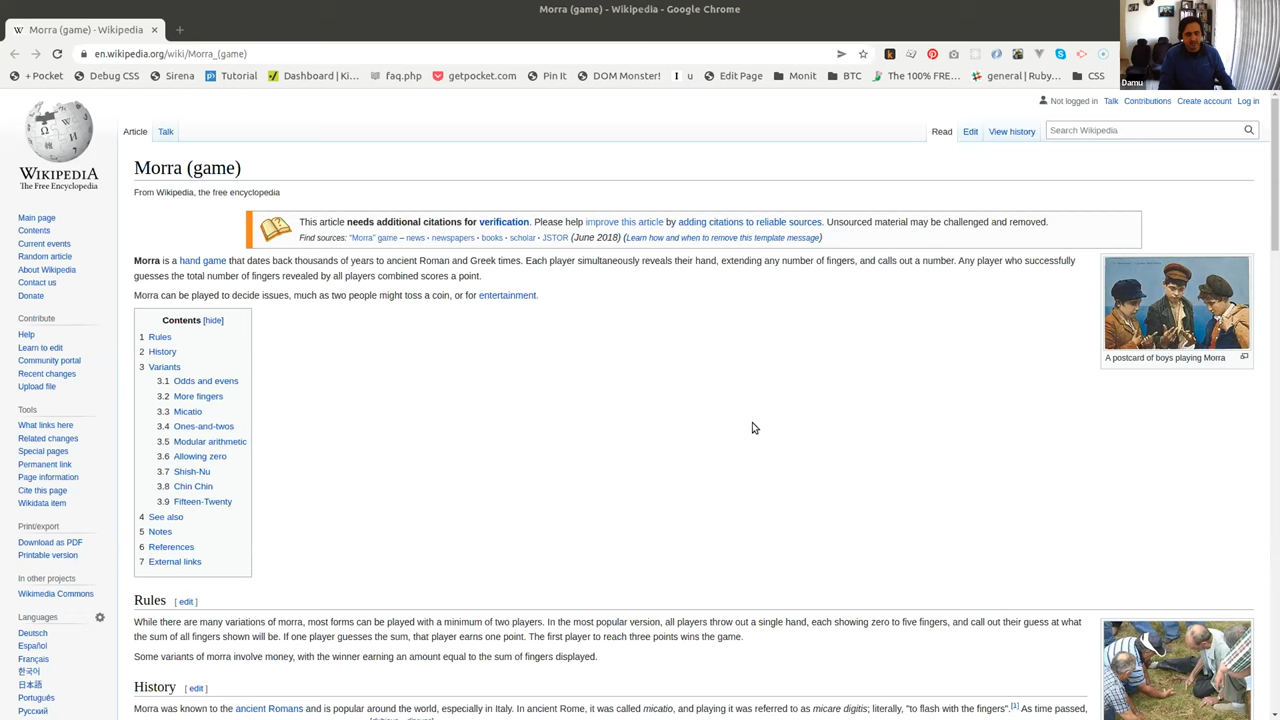 Morra (game) - Wikipedia - Google Chrome
W Morra (game) - Wikipedia
en.wikipedia.org/wiki/Morra_(game)
+Pocket Debug CSS Sirena Tutorial Dashboard | Ki... faq.php getpocket.com Pin It DOM Monster! u Edit Page Monit BTC The 100% FRE... general | Ruby... CSS
Damu
Not logged in Talk Contributions Create account Log in
Article Talk Read Edit View history Search Wikipedia
WIKIPEDIA
The Free Encyclopedia
Main page
Contents
Current events
Random article
About Wikipedia
Contact us
Donate
Contribute
Help
Learn to edit
Community portal
Recent changes
Upload file
Tools
What links here
Related changes
Special pages
Permanent link
Page information
Cite this page
Wikidata item
Print/export
Download as PDF
Printable version
In other projects
Wikimedia Commons
Languages
Deutsch
Español
Français
한국어
日本語
Português
Русский
Morra (game)
From Wikipedia, the free encyclopedia
This article needs additional citations for verification. Please help improve this article by adding citations to reliable sources. Unsourced material may be challenged and removed.
Find sources: "Morra" game – news · newspapers · books · scholar · JSTOR (June 2018) (Learn how and when to remove this template message)
Morra is a hand game that dates back thousands of years to ancient Roman and Greek times. Each player simultaneously reveals their hand, extending any number of fingers, and calls out a number. Any player who successfully
guesses the total number of fingers revealed by all players combined scores a point.
Morra can be played to decide issues, much as two people might toss a coin, or for entertainment.
A postcard of boys playing Morra
Contents [hide]
1 Rules
2 History
3 Variants
3.1 Odds and evens
3.2 More fingers
3.3 Micatio
3.4 Ones-and-twos
3.5 Modular arithmetic
3.6 Allowing zero
3.7 Shish-Nu
3.8 Chin Chin
3.9 Fifteen-Twenty
4 See also
5 Notes
6 References
7 External links
Rules [ edit ]
While there are many variations of morra, most forms can be played with a minimum of two players. In the most popular version, all players throw out a single hand, each showing zero to five fingers, and call out their guess at what
the sum of all fingers shown will be. If one player guesses the sum, that player earns one point. The first player to reach three points wins the game.
Some variants of morra involve money, with the winner earning an amount equal to the sum of fingers displayed.
History [ edit ]
Morra was known to the ancient Romans and is popular around the world, especially in Italy. In ancient Rome, it was called micatio, and playing it was referred to as micare digitis; literally, "to flash with the fingers".[1] As time passed,